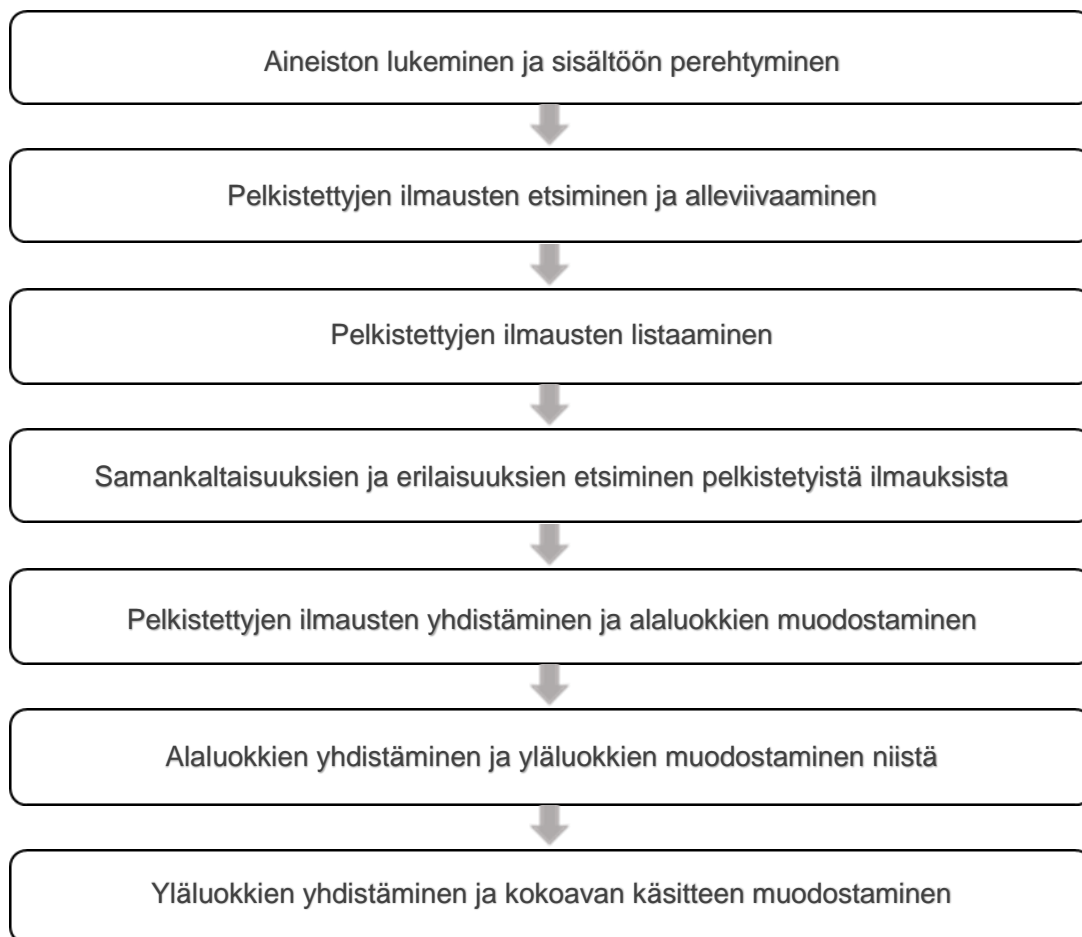 Aineiston lukeminen ja sisältöön perehtyminen
Pelkistettyjen ilmausten etsiminen ja alleviivaaminen
Pelkistettyjen ilmausten listaaminen
Samankaltaisuuksien ja erilaisuuksien etsiminen pelkistetyistä ilmauksista
Pelkistettyjen ilmausten yhdistäminen ja alaluokkien muodostaminen
Alaluokkien yhdistäminen ja yläluokkien muodostaminen niistä
Yläluokkien yhdistäminen ja kokoavan käsitteen muodostaminen